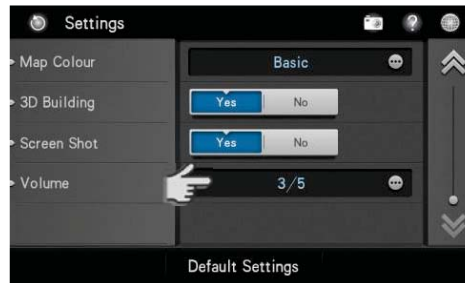 Settings
Map Colour Basic
3D Building Yes No
Screen Shot Yes No
Volume 3/5
Default Settings